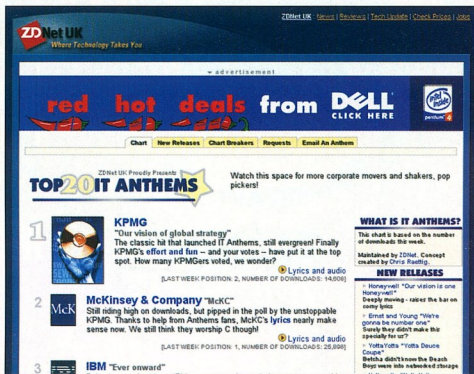 ZDNet UK News | Reviews | Tech Update | Check Prices | Jobs
ZDNet UK
Where Technology Takes You
advertisement
red hot deals from DELL
CLICK HERE
intel inside
pentium 4
Chart New Releases Chart Breakers Requests Email An Anthem
ZDNet UK Proudly Presents
TOP20 IT ANTHEMS
Watch this space for more corporate movers and shakers, pop
pickers!
1
KPMG
"Our vision of global strategy"
The classic hit that launched IT Anthems, still evergreen! Finally
KPMG's effort and fun -- and your votes -- have put it at the top
spot. How many KPMGers voted, we wonder?
Lyrics and audio
[LAST WEEK POSITION: 2, NUMBER OF DOWNLOADS: 14,608]
2
McK
McKinsey & Company "McKC"
Still riding high on downloads, but pipped in the poll by the unstoppable
KPMG. Thanks to help from Anthems fans, McKC's lyrics nearly make
sense now. We still think they worship C though!
Lyrics and audio
[LAST WEEK POSITION: 1, NUMBER OF DOWNLOADS: 25,898]
3
IBM "Ever onward"
WHAT IS IT ANTHEMS?
This chart is based on the number
of downloads this week.
Maintained by ZDNet. Concept
created by Chris Raettig.
NEW RELEASES
Honeywell "Our vision is one
Honeywell"
Deeply moving - raises the bar on
corny lyrics
Ernst and Young "We're
gonna be number one"
Surely they didn't make this
specially for us?
YottaYotta "Yotta Deuce
Coupe"
Betcha didn't know the Beach
Boys were into networked storage